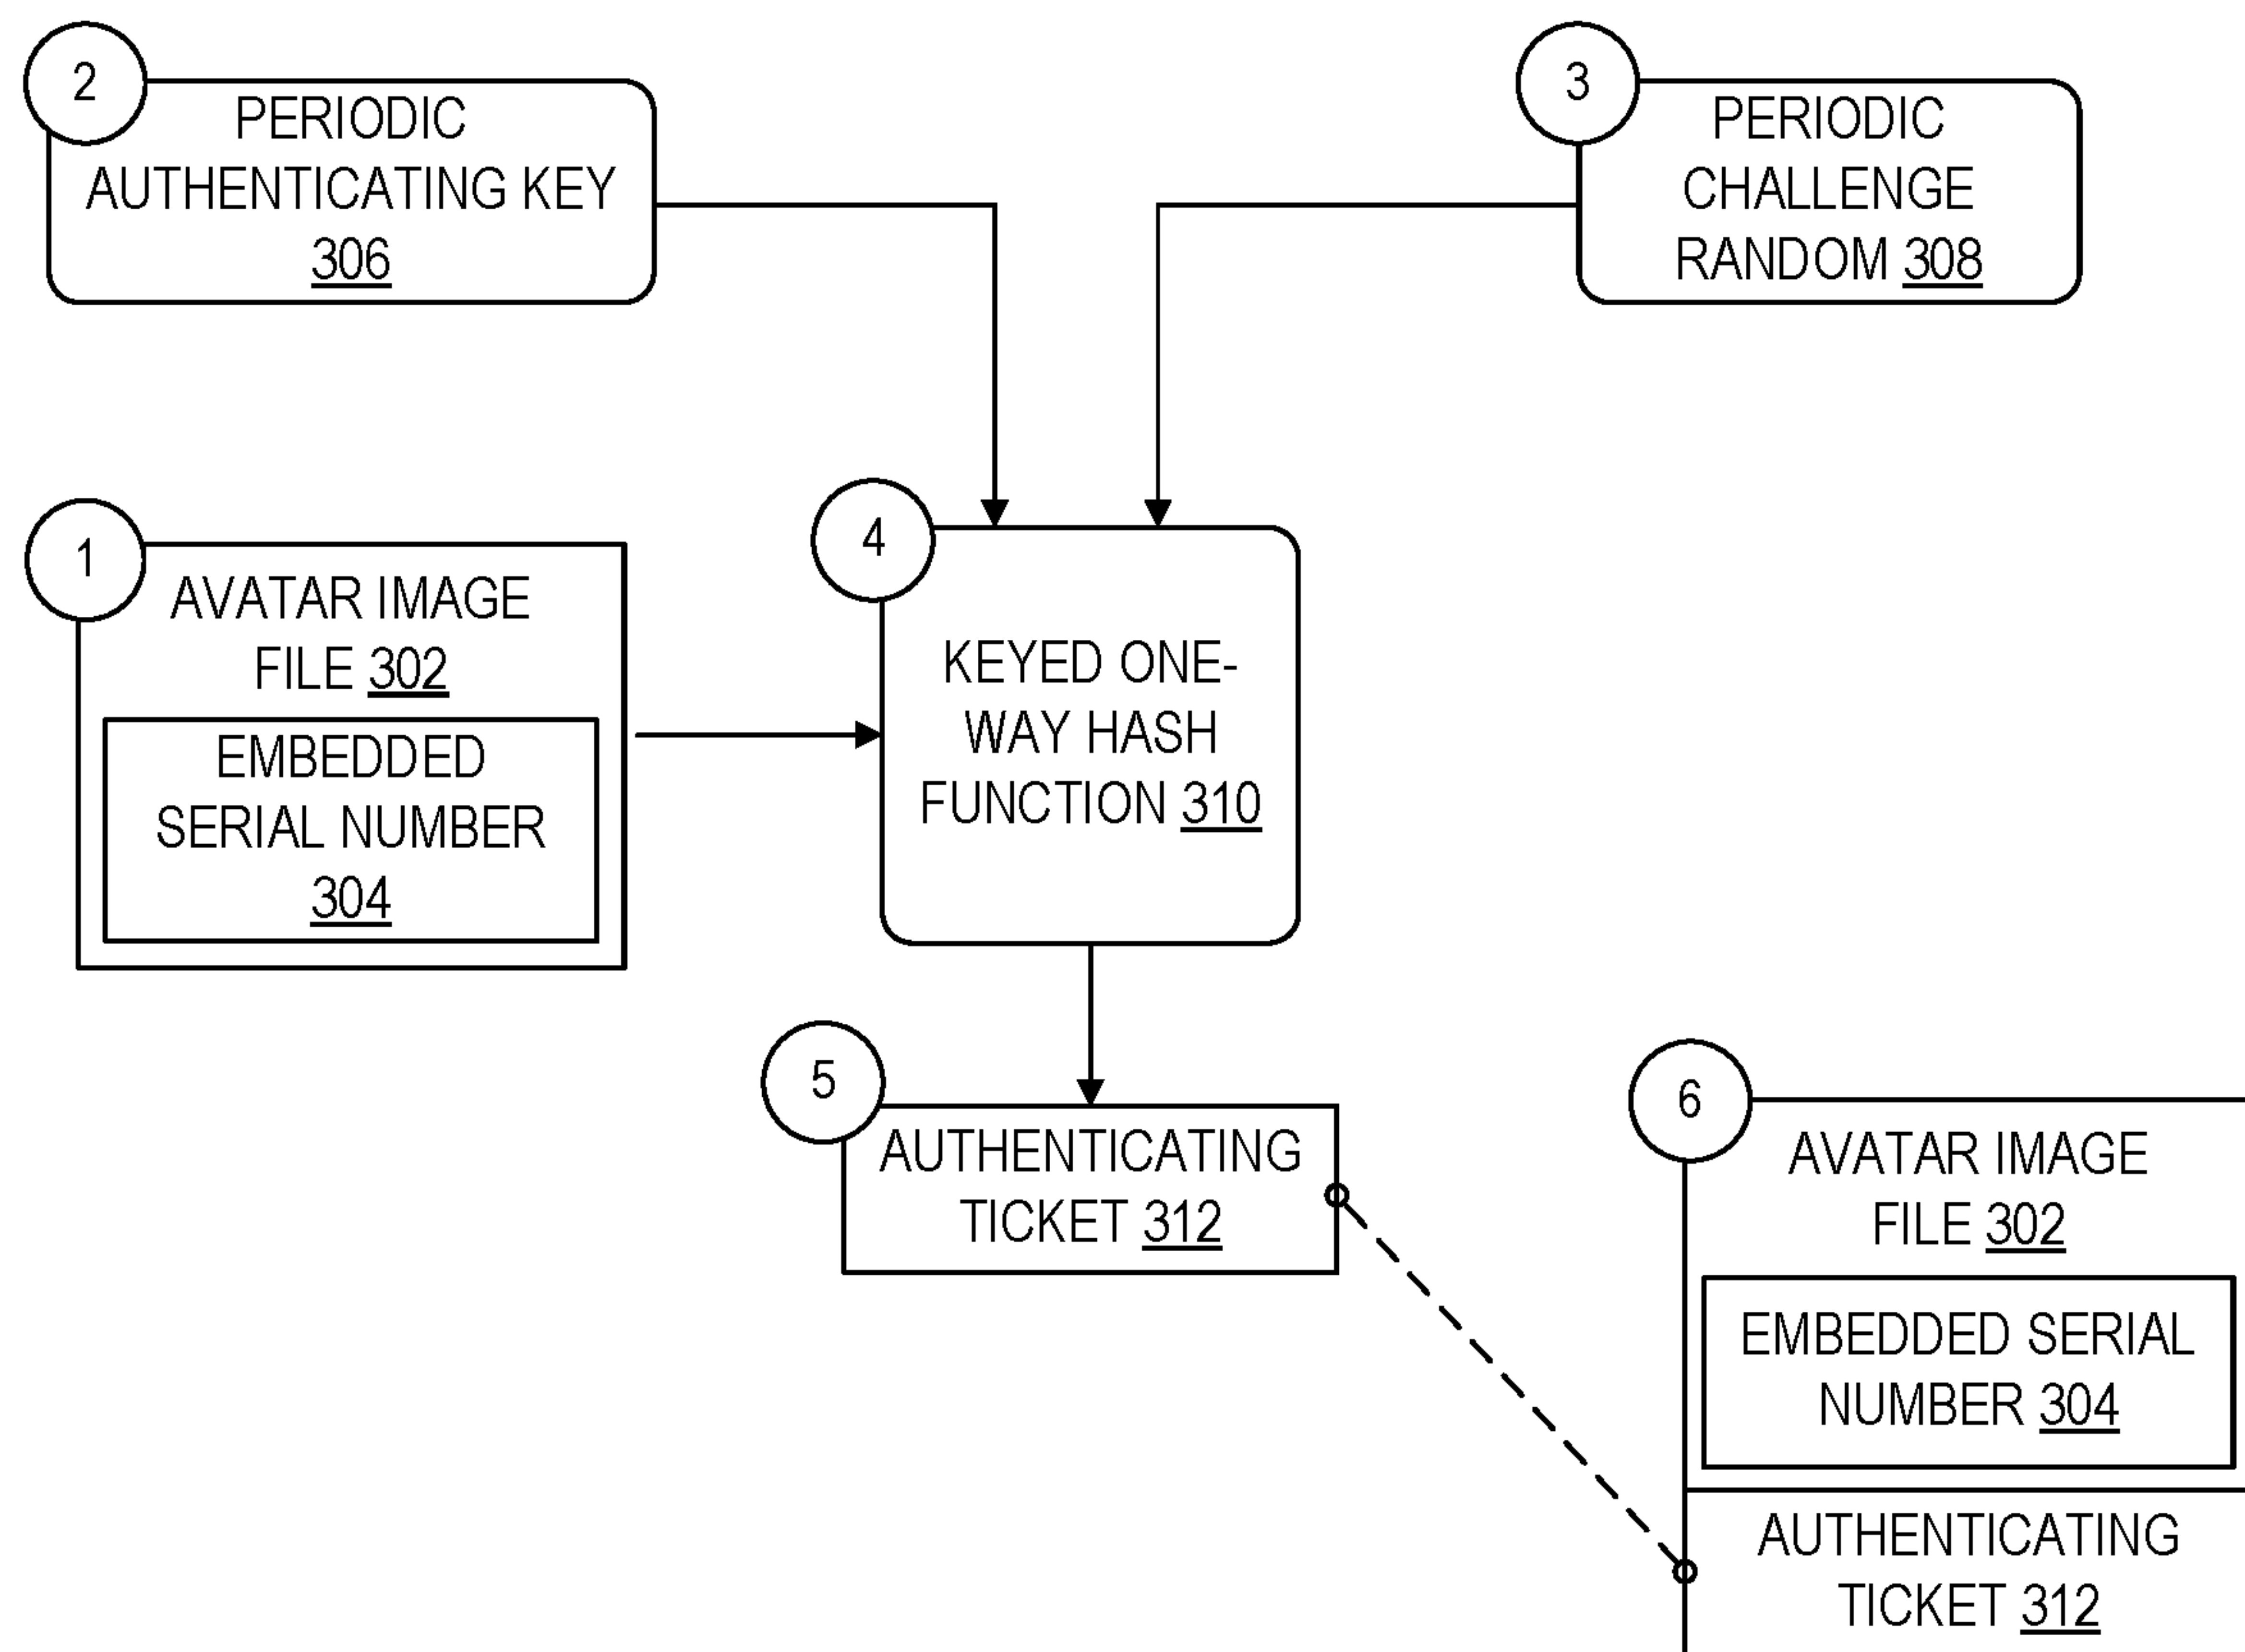 2
PERIODIC
AUTHENTICATING KEY
306
3
PERIODIC
CHALLENGE
RANDOM 308
1
AVATAR IMAGE
FILE 302
EMBEDDED
SERIAL NUMBER
304
4
KEYED ONE-
WAY HASH
FUNCTION 310
5
AUTHENTICATING
TICKET 312
6
AVATAR IMAGE
FILE 302
EMBEDDED SERIAL
NUMBER 304
AUTHENTICATING
TICKET 312